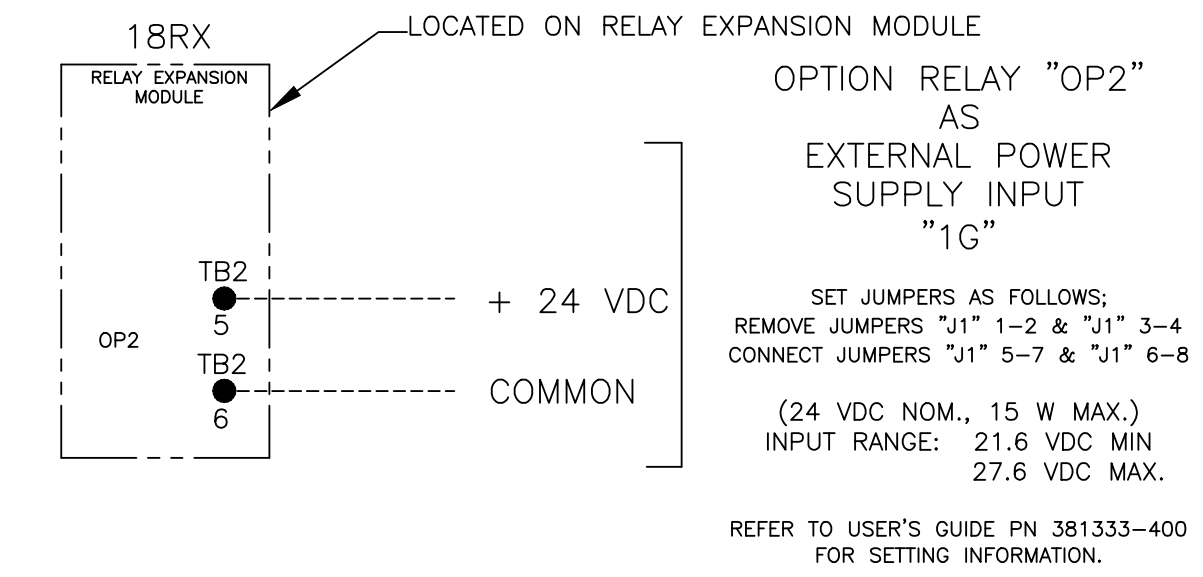 18RX
RELAY EXPANSION
MODULE
LOCATED ON RELAY EXPANSION MODULE
TB2
5
OP2
TB2
6
+ 24 VDC
COMMON
OPTION RELAY "OP2"
AS
EXTERNAL POWER
SUPPLY INPUT
"1G"
SET JUMPERS AS FOLLOWS;
REMOVE JUMPERS "J1" 1-2 & "J1" 3-4
CONNECT JUMPERS "J1" 5-7 & "J1" 6-8
(24 VDC NOM., 15 W MAX.)
INPUT RANGE: 21.6 VDC MIN
27.6 VDC MAX.
REFER TO USER'S GUIDE PN 381333-400
FOR SETTING INFORMATION.